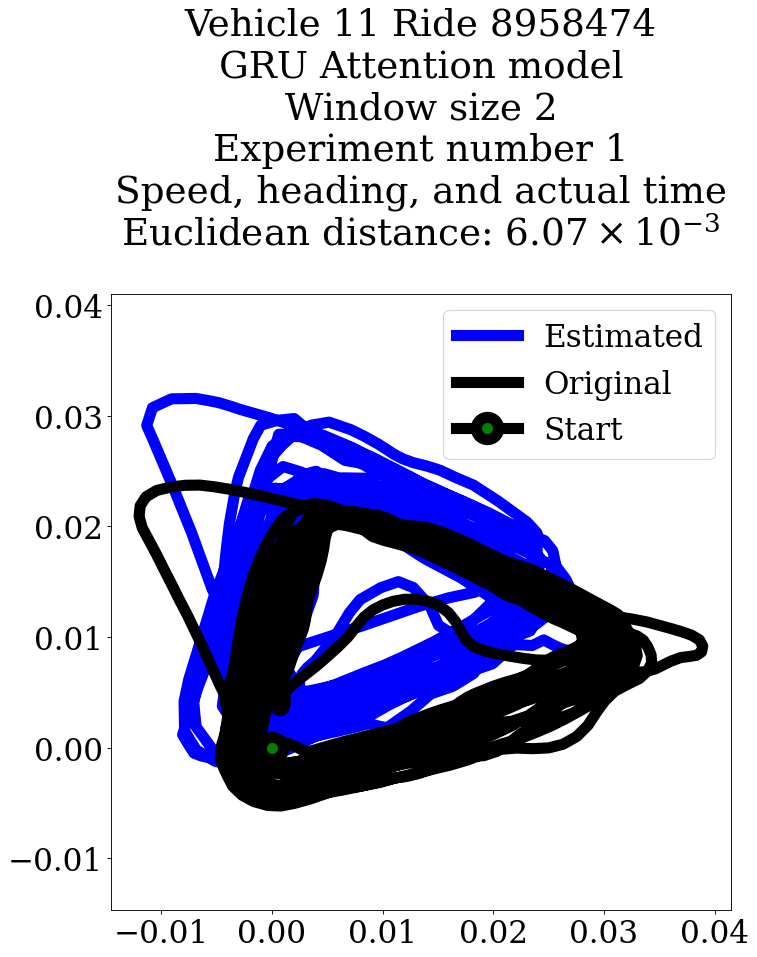 Vehicle 11 Ride 8958474
GRU Attention model
Window size 2
Experiment number 1
Speed, heading, and actual time
Euclidean distance: 6.07 × 10⁻³
0.04
0.03
0.02
0.01
0.00
−0.01
Estimated
Original
Start
−0.01 0.00 0.01 0.02 0.03 0.04